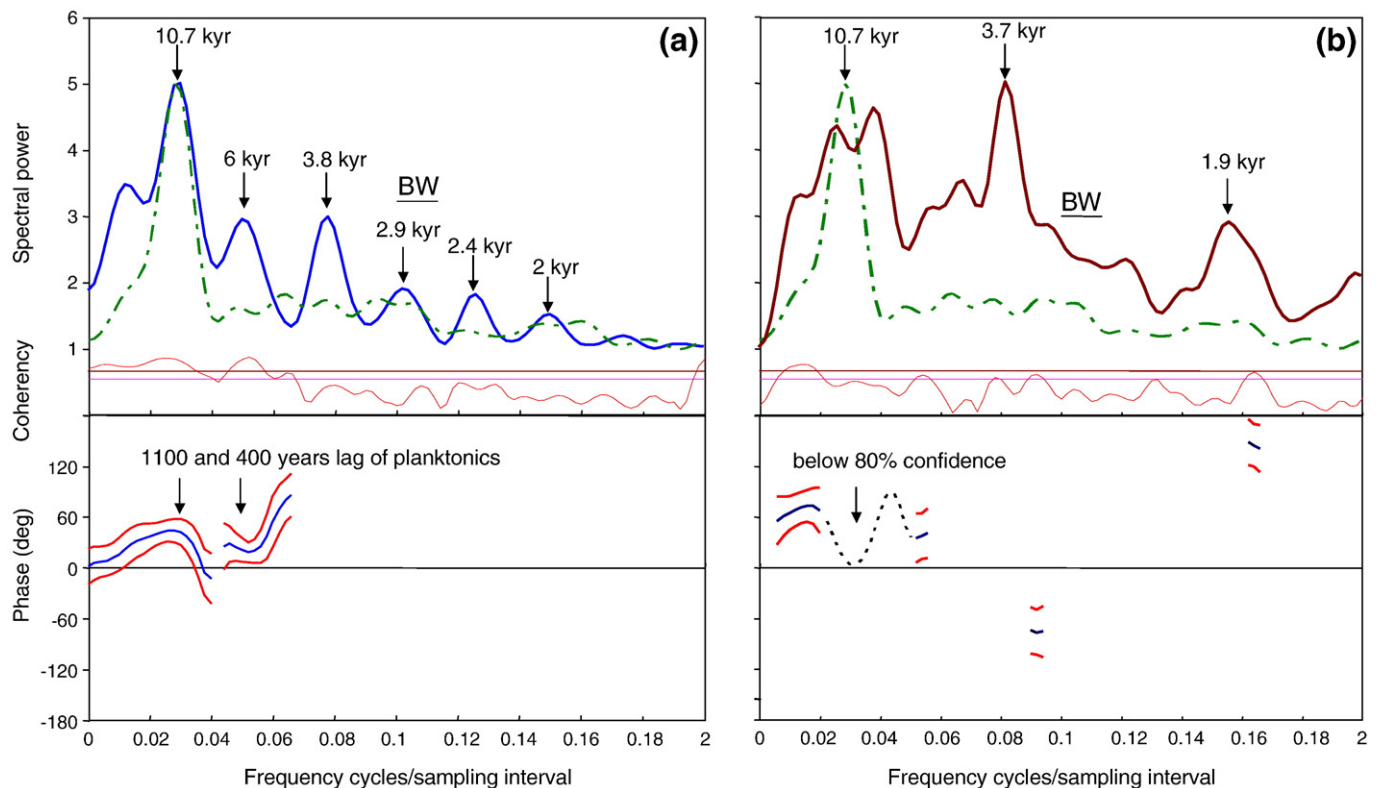 (a)
10.7 kyr
6 kyr
3.8 kyr
BW
2.9 kyr
2.4 kyr
2 kyr
Spectral power
6
5
4
3
2
1
Coherency
1100 and 400 years lag of planktonics
Phase (deg)
120
60
0
-60
-120
-180
0 0.02 0.04 0.06 0.08 0.1 0.12 0.14 0.16 0.18 2
Frequency cycles/sampling interval
(b)
10.7 kyr
3.7 kyr
BW
1.9 kyr
below 80% confidence
0 0.02 0.04 0.06 0.08 0.1 0.12 0.14 0.16 0.18 2
Frequency cycles/sampling interval